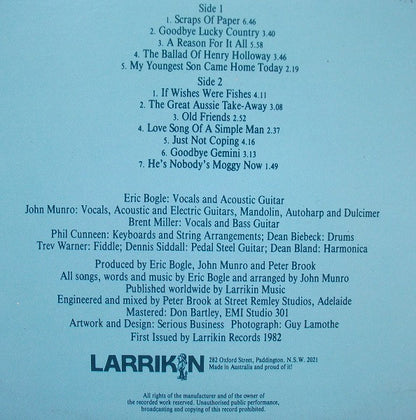 Side 1
1. Scraps Of Paper 6.46
2. Goodbye Lucky Country 3.40
3. A Reason For It All 5.58
4. The Ballad Of Henry Holloway 3.46
5. My Youngest Son Came Home Today 2.19
Side 2
1. If Wishes Were Fishes 4.11
2. The Great Aussie Take-Away 3.08
3. Old Friends 2.52
4. Love Song Of A Simple Man 2.37
5. Just Not Coping 4.16
6. Goodbye Gemini 3.13
7. He's Nobody's Moggy Now 1.49
Eric Bogle: Vocals and Acoustic Guitar
John Munro: Vocals, Acoustic and Electric Guitars, Mandolin, Autoharp and Dulcimer
Brent Miller: Vocals and Bass Guitar
Phil Cunneen: Keyboards and String Arrangements; Dean Biebeck: Drums
Trev Warner: Fiddle; Dennis Siddall: Pedal Steel Guitar; Dean Bland: Harmonica
Produced by Eric Bogle, John Munro and Peter Brook
All songs, words and music by Eric Bogle and arranged by John Munro
Published worldwide by Larrikin Music
Engineered and mixed by Peter Brook at Street Remley Studios, Adelaide
Mastered: Don Bartley, EMI Studio 301
Artwork and Design: Serious Business Photograph: Guy Lamothe
First Issued by Larrikin Records 1982
LARRIKIN
282 Oxford Street, Paddington, N.S.W. 2021
Made in Australia and proud of it!
All rights of the manufacturer and of the owner of
the recorded work reserved. Unauthorised public performance,
broadcasting and copying of this record prohibited.